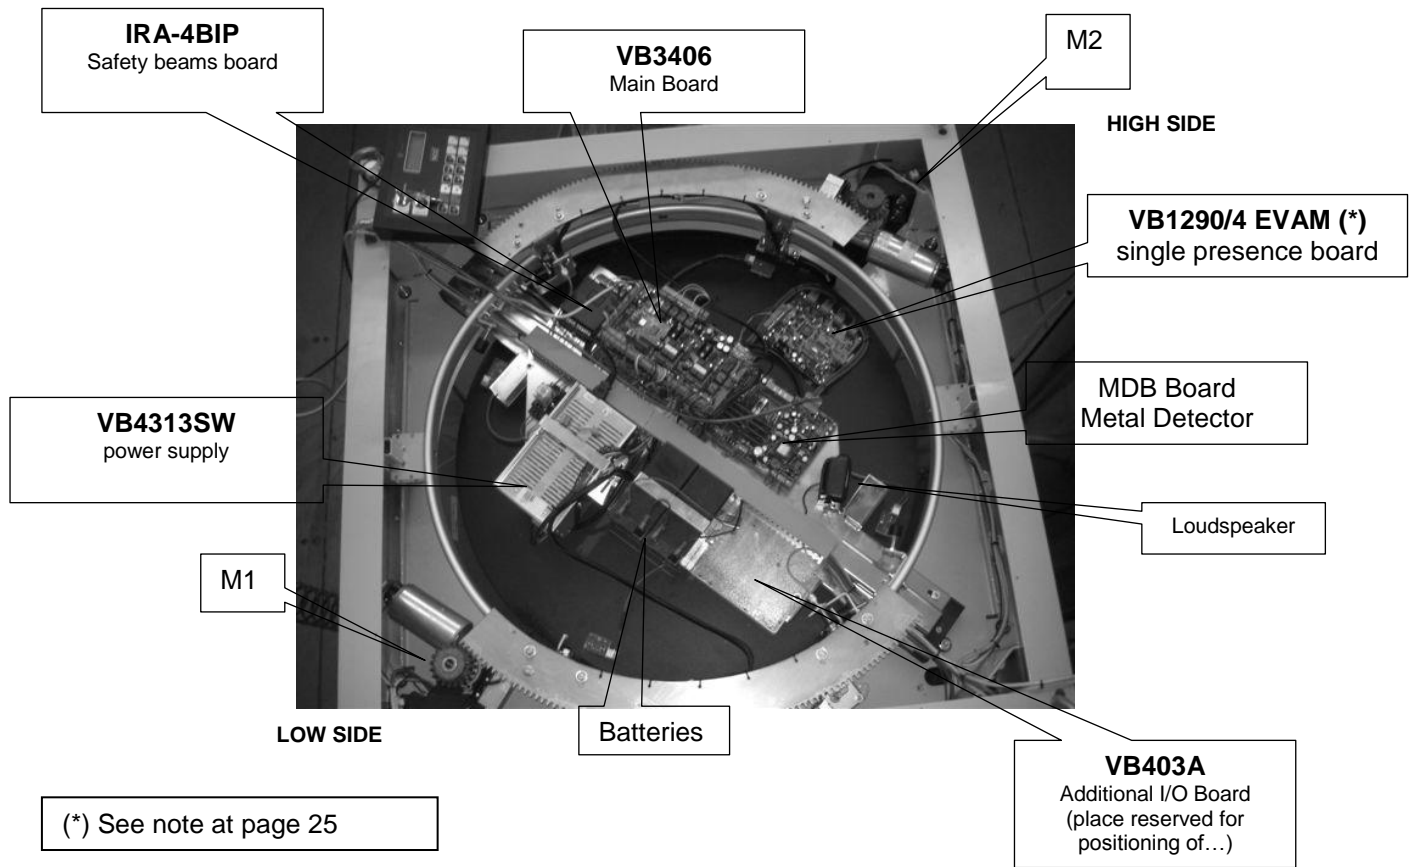 IRA-4BIP
Safety beams board
VB3406
Main Board
M2
HIGH SIDE
VB1290/4 EVAM (*)
single presence board
MDB Board
Metal Detector
VB4313SW
power supply
Loudspeaker
M1
LOW SIDE
Batteries
VB403A
Additional I/O Board
(place reserved for
positioning of…)
(*) See note at page 25